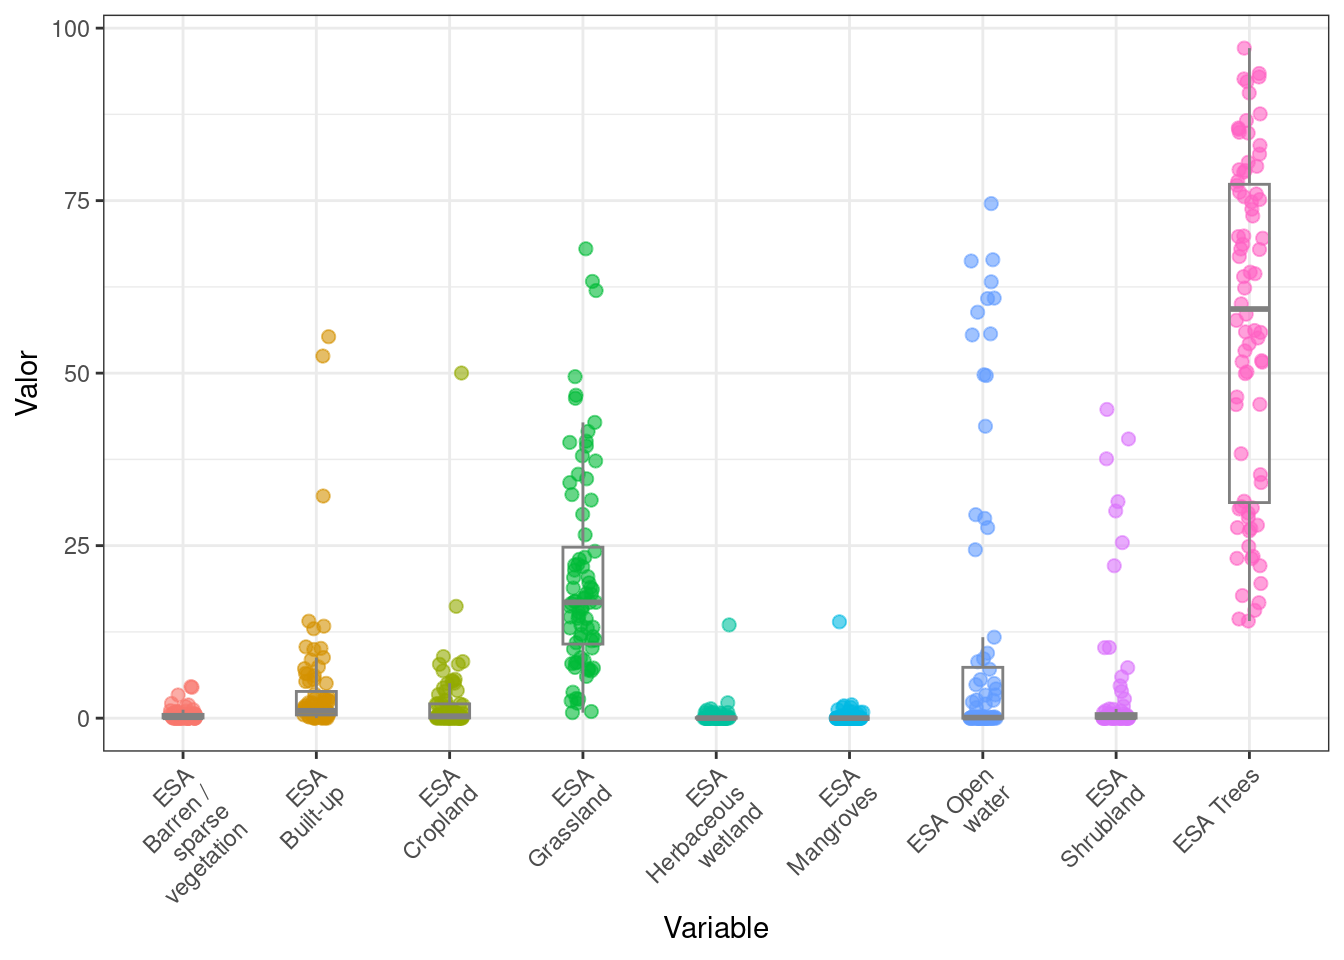 100
75
50
25
0
Valor
ESA
Barren /
sparse
vegetation
ESA
Built-up
ESA
Cropland
ESA
Grassland
ESA
Herbaceous
wetland
ESA
Mangroves
ESA Open
water
ESA
Shrubland
ESA Trees
Variable